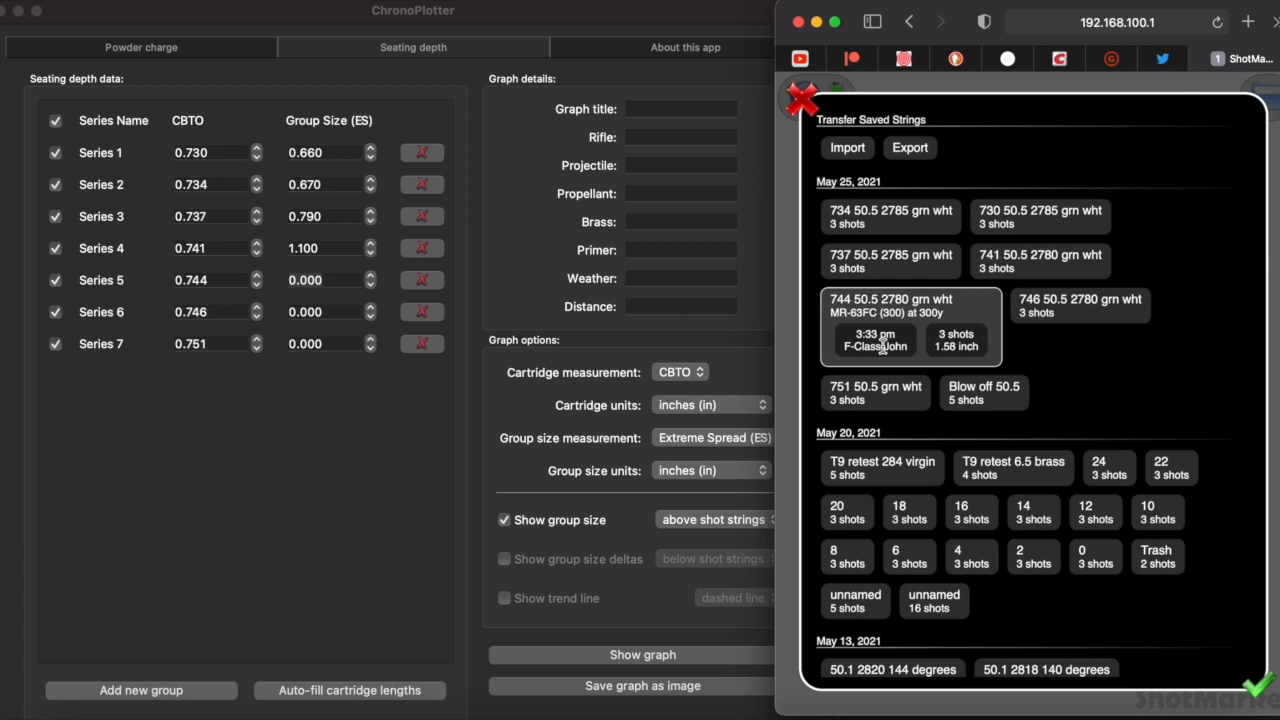 ChronoPlotter
Powder charge
Seating depth
About this app
Seating depth data:
Series Name CBTO Group Size (ES)
Series 1 0.730 0.660
Series 2 0.734 0.670
Series 3 0.737 0.790
Series 4 0.741 1.100
Series 5 0.744 0.000
Series 6 0.746 0.000
Series 7 0.751 0.000
Add new group
Auto-fill cartridge lengths
Graph details:
Graph title:
Rifle:
Projectile:
Propellant:
Brass:
Primer:
Weather:
Distance:
Graph options:
Cartridge measurement: CBTO
Cartridge units: inches (in)
Group size measurement: Extreme Spread (ES)
Group size units: inches (in)
Show group size above shot strings
Show group size deltas below shot strings
Show trend line dashed line
Show graph
Save graph as image
192.168.100.1
1 ShotMa...
Transfer Saved Strings
Import Export
May 25, 2021
734 50.5 2785 grn wht
3 shots
730 50.5 2785 grn wht
3 shots
737 50.5 2785 grn wht
3 shots
741 50.5 2780 grn wht
3 shots
744 50.5 2780 grn wht
MR-63FC (300) at 300y
3:33 pm
F-Class John
3 shots
1.58 inch
746 50.5 2780 grn wht
3 shots
751 50.5 grn wht
3 shots
Blow off 50.5
5 shots
May 20, 2021
T9 retest 284 virgin
5 shots
T9 retest 6.5 brass
4 shots
24
3 shots
22
3 shots
20
3 shots
18
3 shots
16
3 shots
14
3 shots
12
3 shots
10
3 shots
8
3 shots
6
3 shots
4
3 shots
2
3 shots
0
3 shots
Trash
2 shots
unnamed
5 shots
unnamed
16 shots
May 13, 2021
50.1 2820 144 degrees
50.1 2818 140 degrees